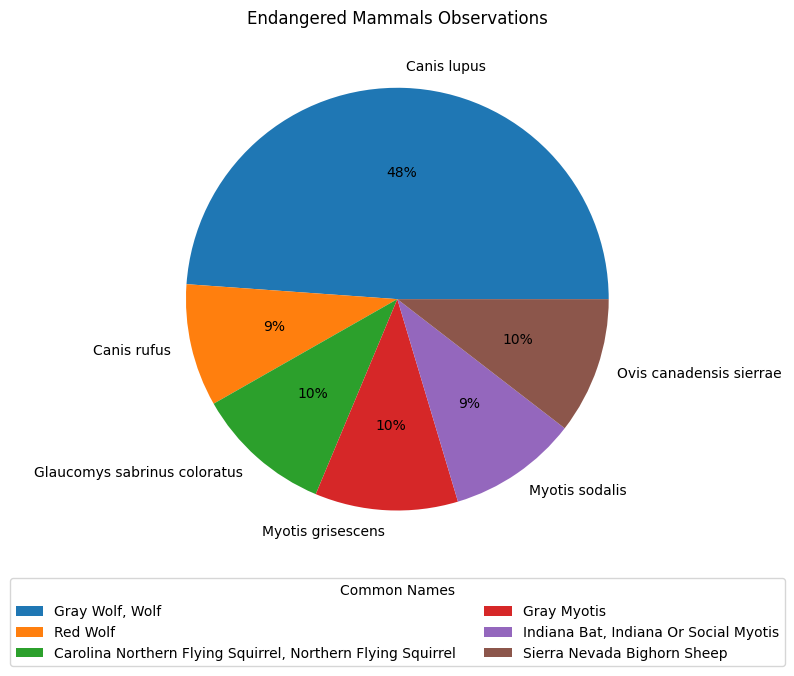 Endangered Mammals Observations
Canis lupus
48%
9%
Canis rufus
10%
Glaucomys sabrinus coloratus
10%
Myotis grisescens
9%
Myotis sodalis
10%
Ovis canadensis sierrae
Common Names
Gray Wolf, Wolf
Red Wolf
Carolina Northern Flying Squirrel, Northern Flying Squirrel
Gray Myotis
Indiana Bat, Indiana Or Social Myotis
Sierra Nevada Bighorn Sheep